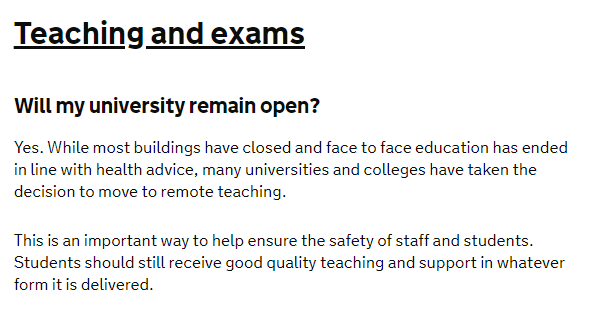 Teaching and exams
Will my university remain open?
Yes. While most buildings have closed and face to face education has ended
in line with health advice, many universities and colleges have taken the
decision to move to remote teaching.
This is an important way to help ensure the safety of staff and students.
Students should still receive good quality teaching and support in whatever
form it is delivered.